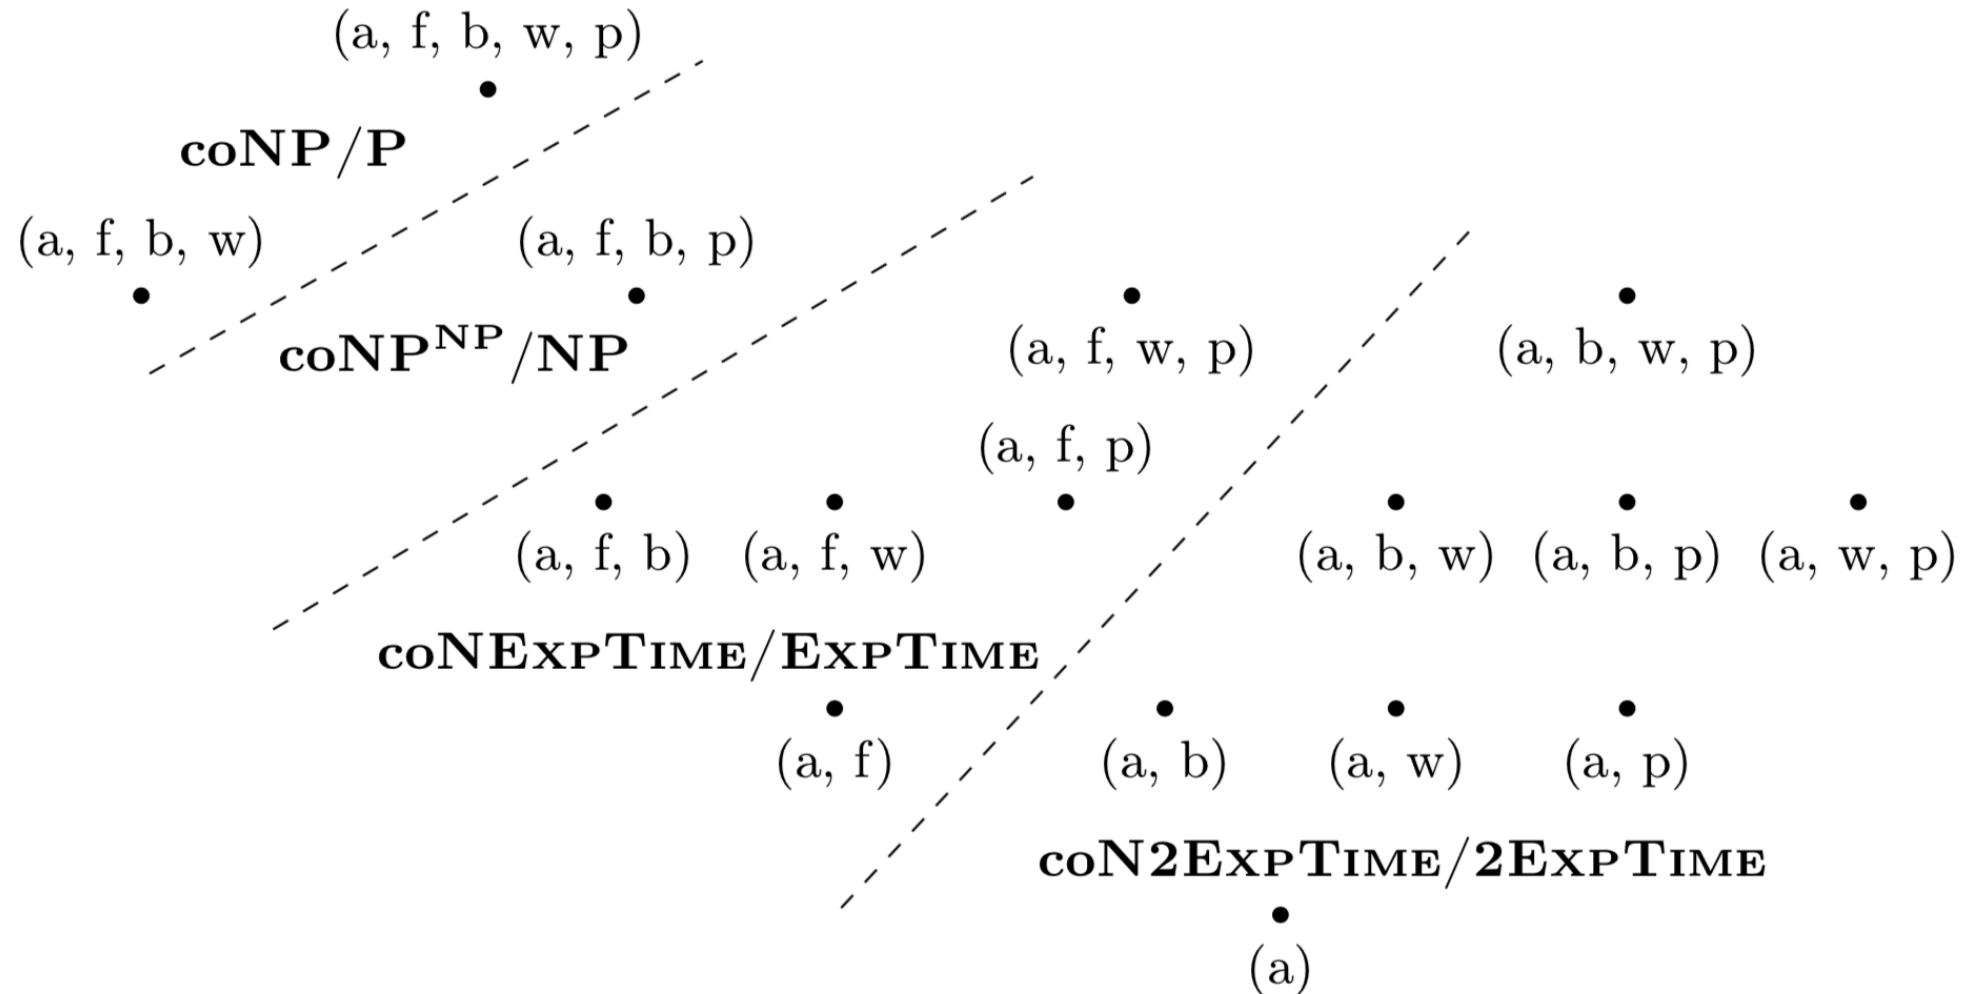 (a, f, b, w, p)
coNP/P
(a, f, b, w)
(a, f, b, p)
coNP^NP/NP
(a, f, w, p)
(a, b, w, p)
(a, f, p)
(a, f, b)
(a, f, w)
(a, b, w)
(a, b, p)
(a, w, p)
coNExpTime/ExpTime
(a, f)
(a, b)
(a, w)
(a, p)
coN2ExpTime/2ExpTime
(a)